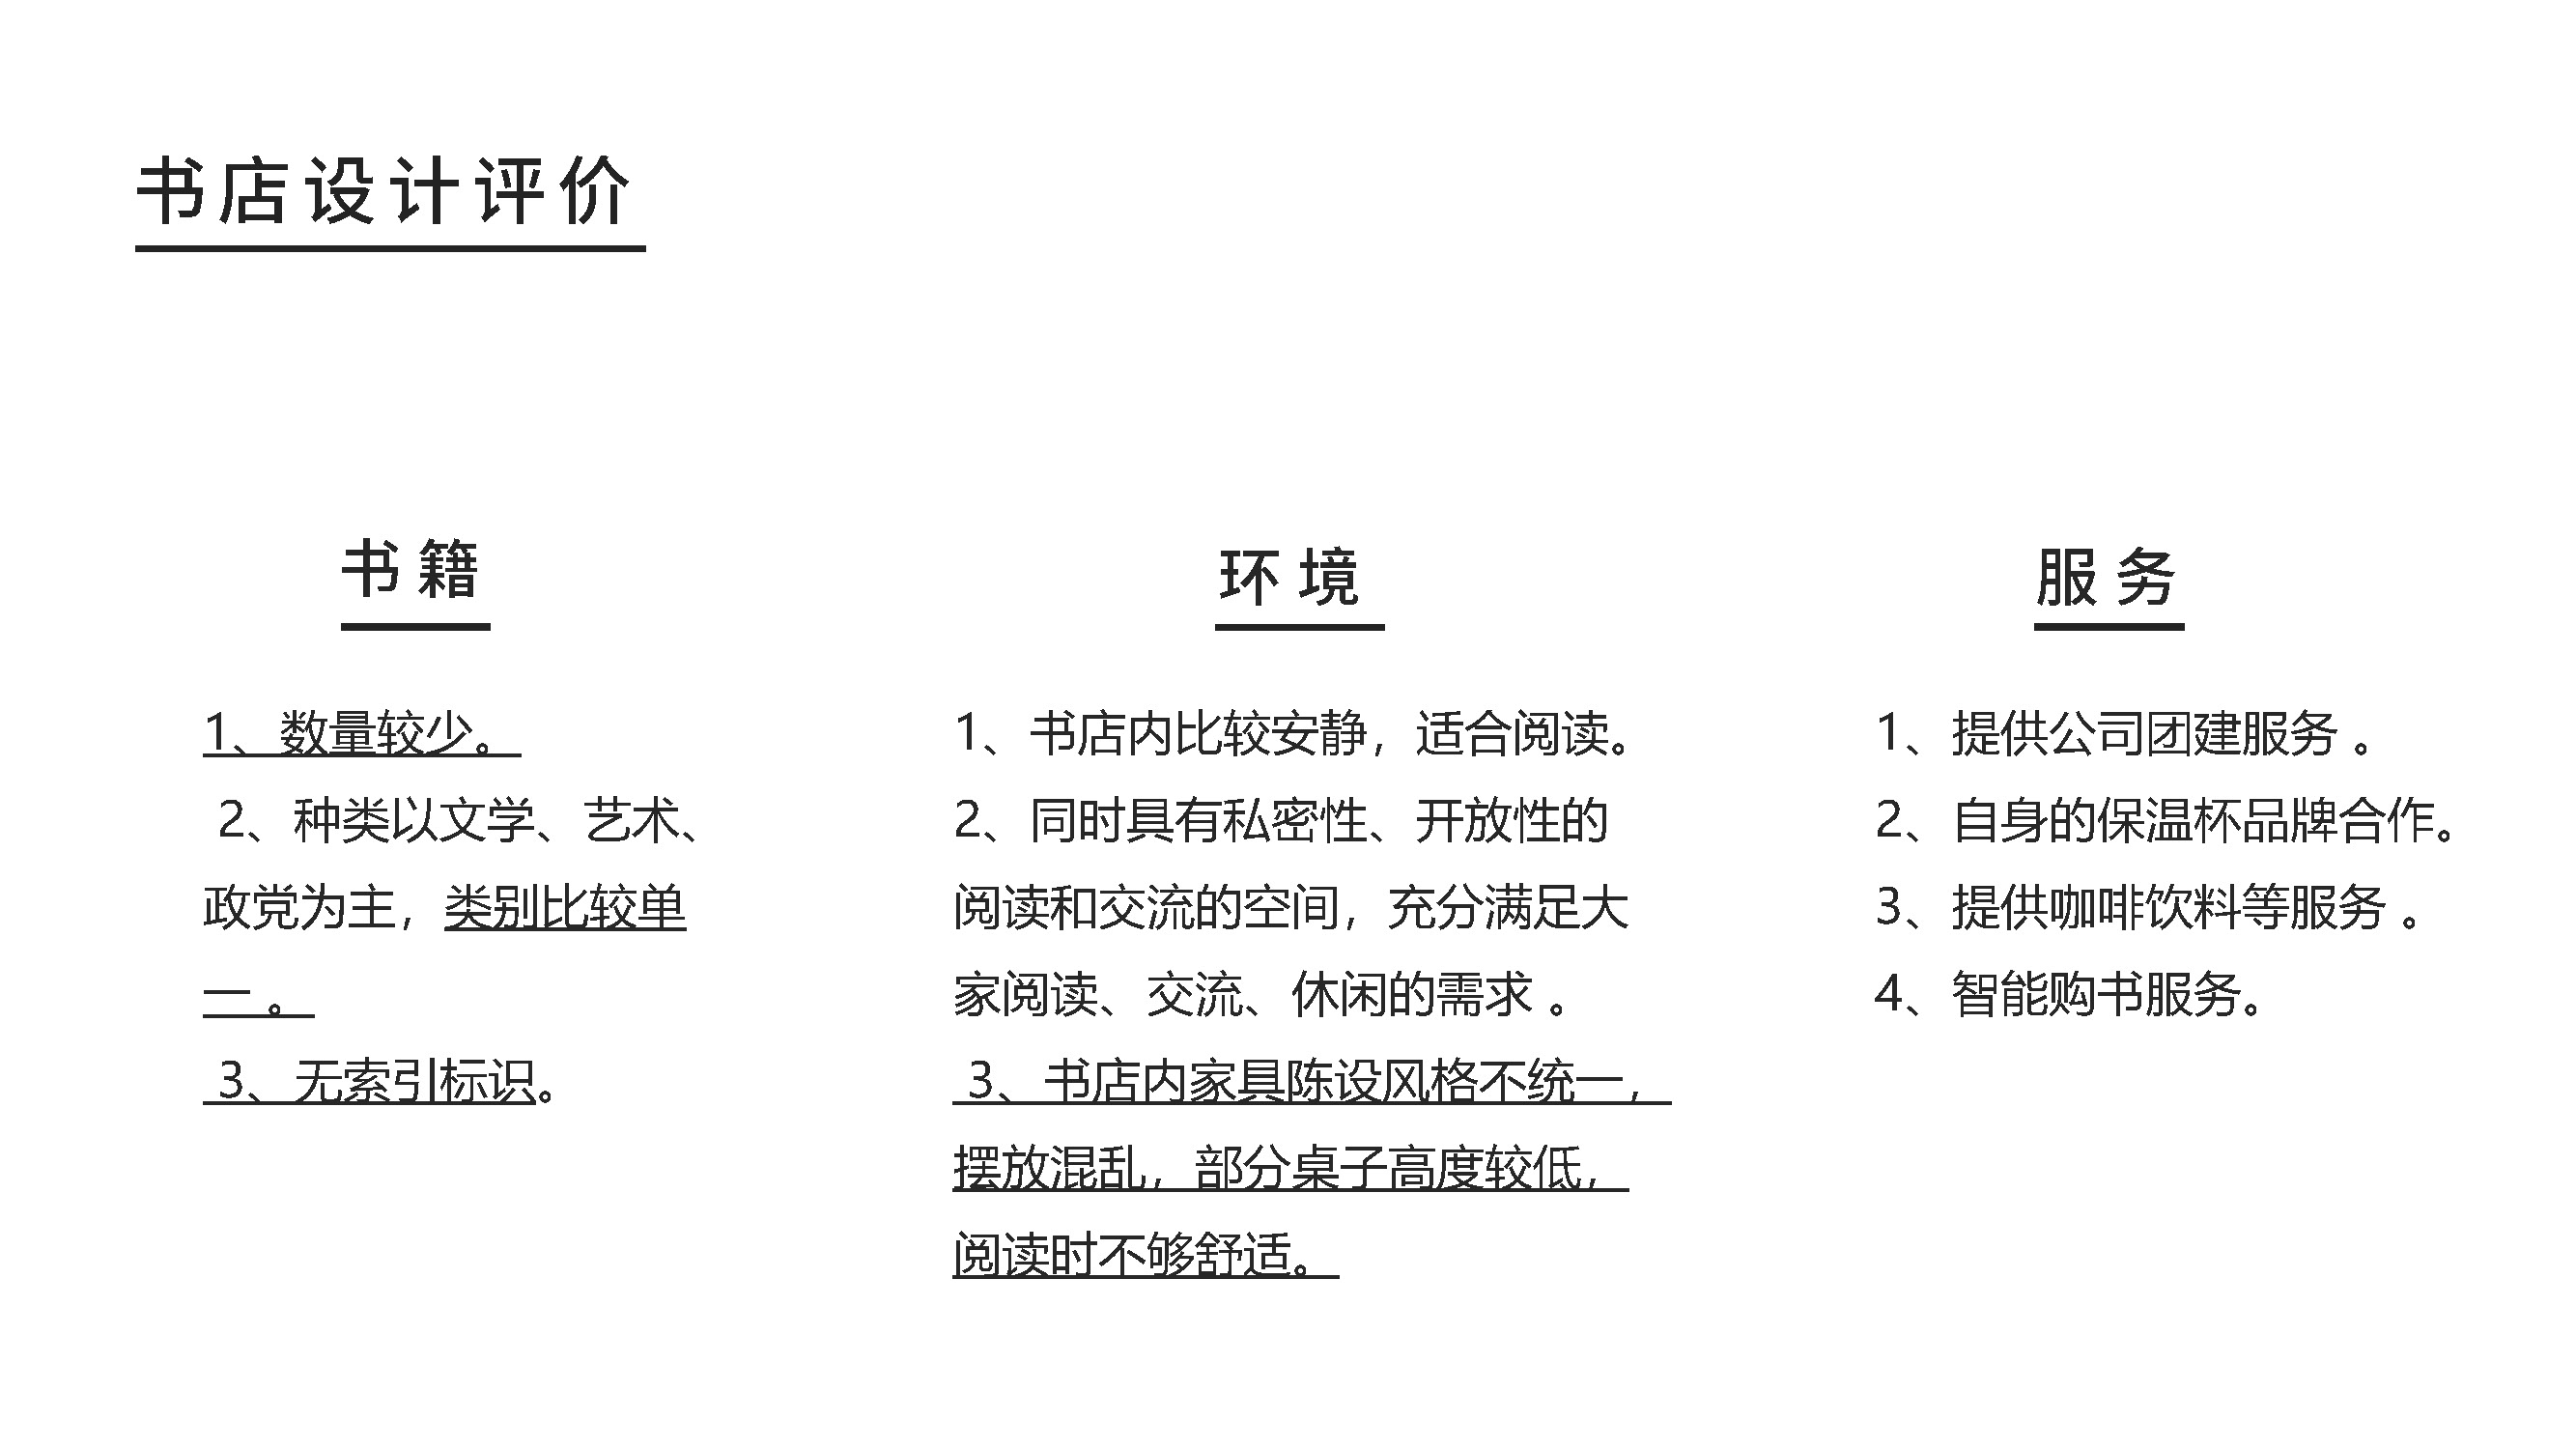 书店设计评价
书籍
1、数量较少。
2、种类以文学、艺术、
政党为主，类别比较单
一 。
3、无索引标识。
环境
1、书店内比较安静，适合阅读。
2、同时具有私密性、开放性的
阅读和交流的空间，充分满足大
家阅读、交流、休闲的需求 。
3、书店内家具陈设风格不统一，
摆放混乱，部分桌子高度较低，
阅读时不够舒适。
服务
1、提供公司团建服务 。
2、自身的保温杯品牌合作。
3、提供咖啡饮料等服务 。
4、智能购书服务。